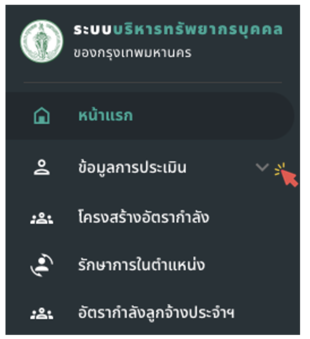 ระบบบริหารทรัพยากรบุคคล
ของกรุงเทพมหานคร
หน้าแรก
ข้อมูลการประเมิน
โครงสร้างอัตรากำลัง
รักษาการในตำแหน่ง
อัตรากำลังลูกจ้างประจำฯ